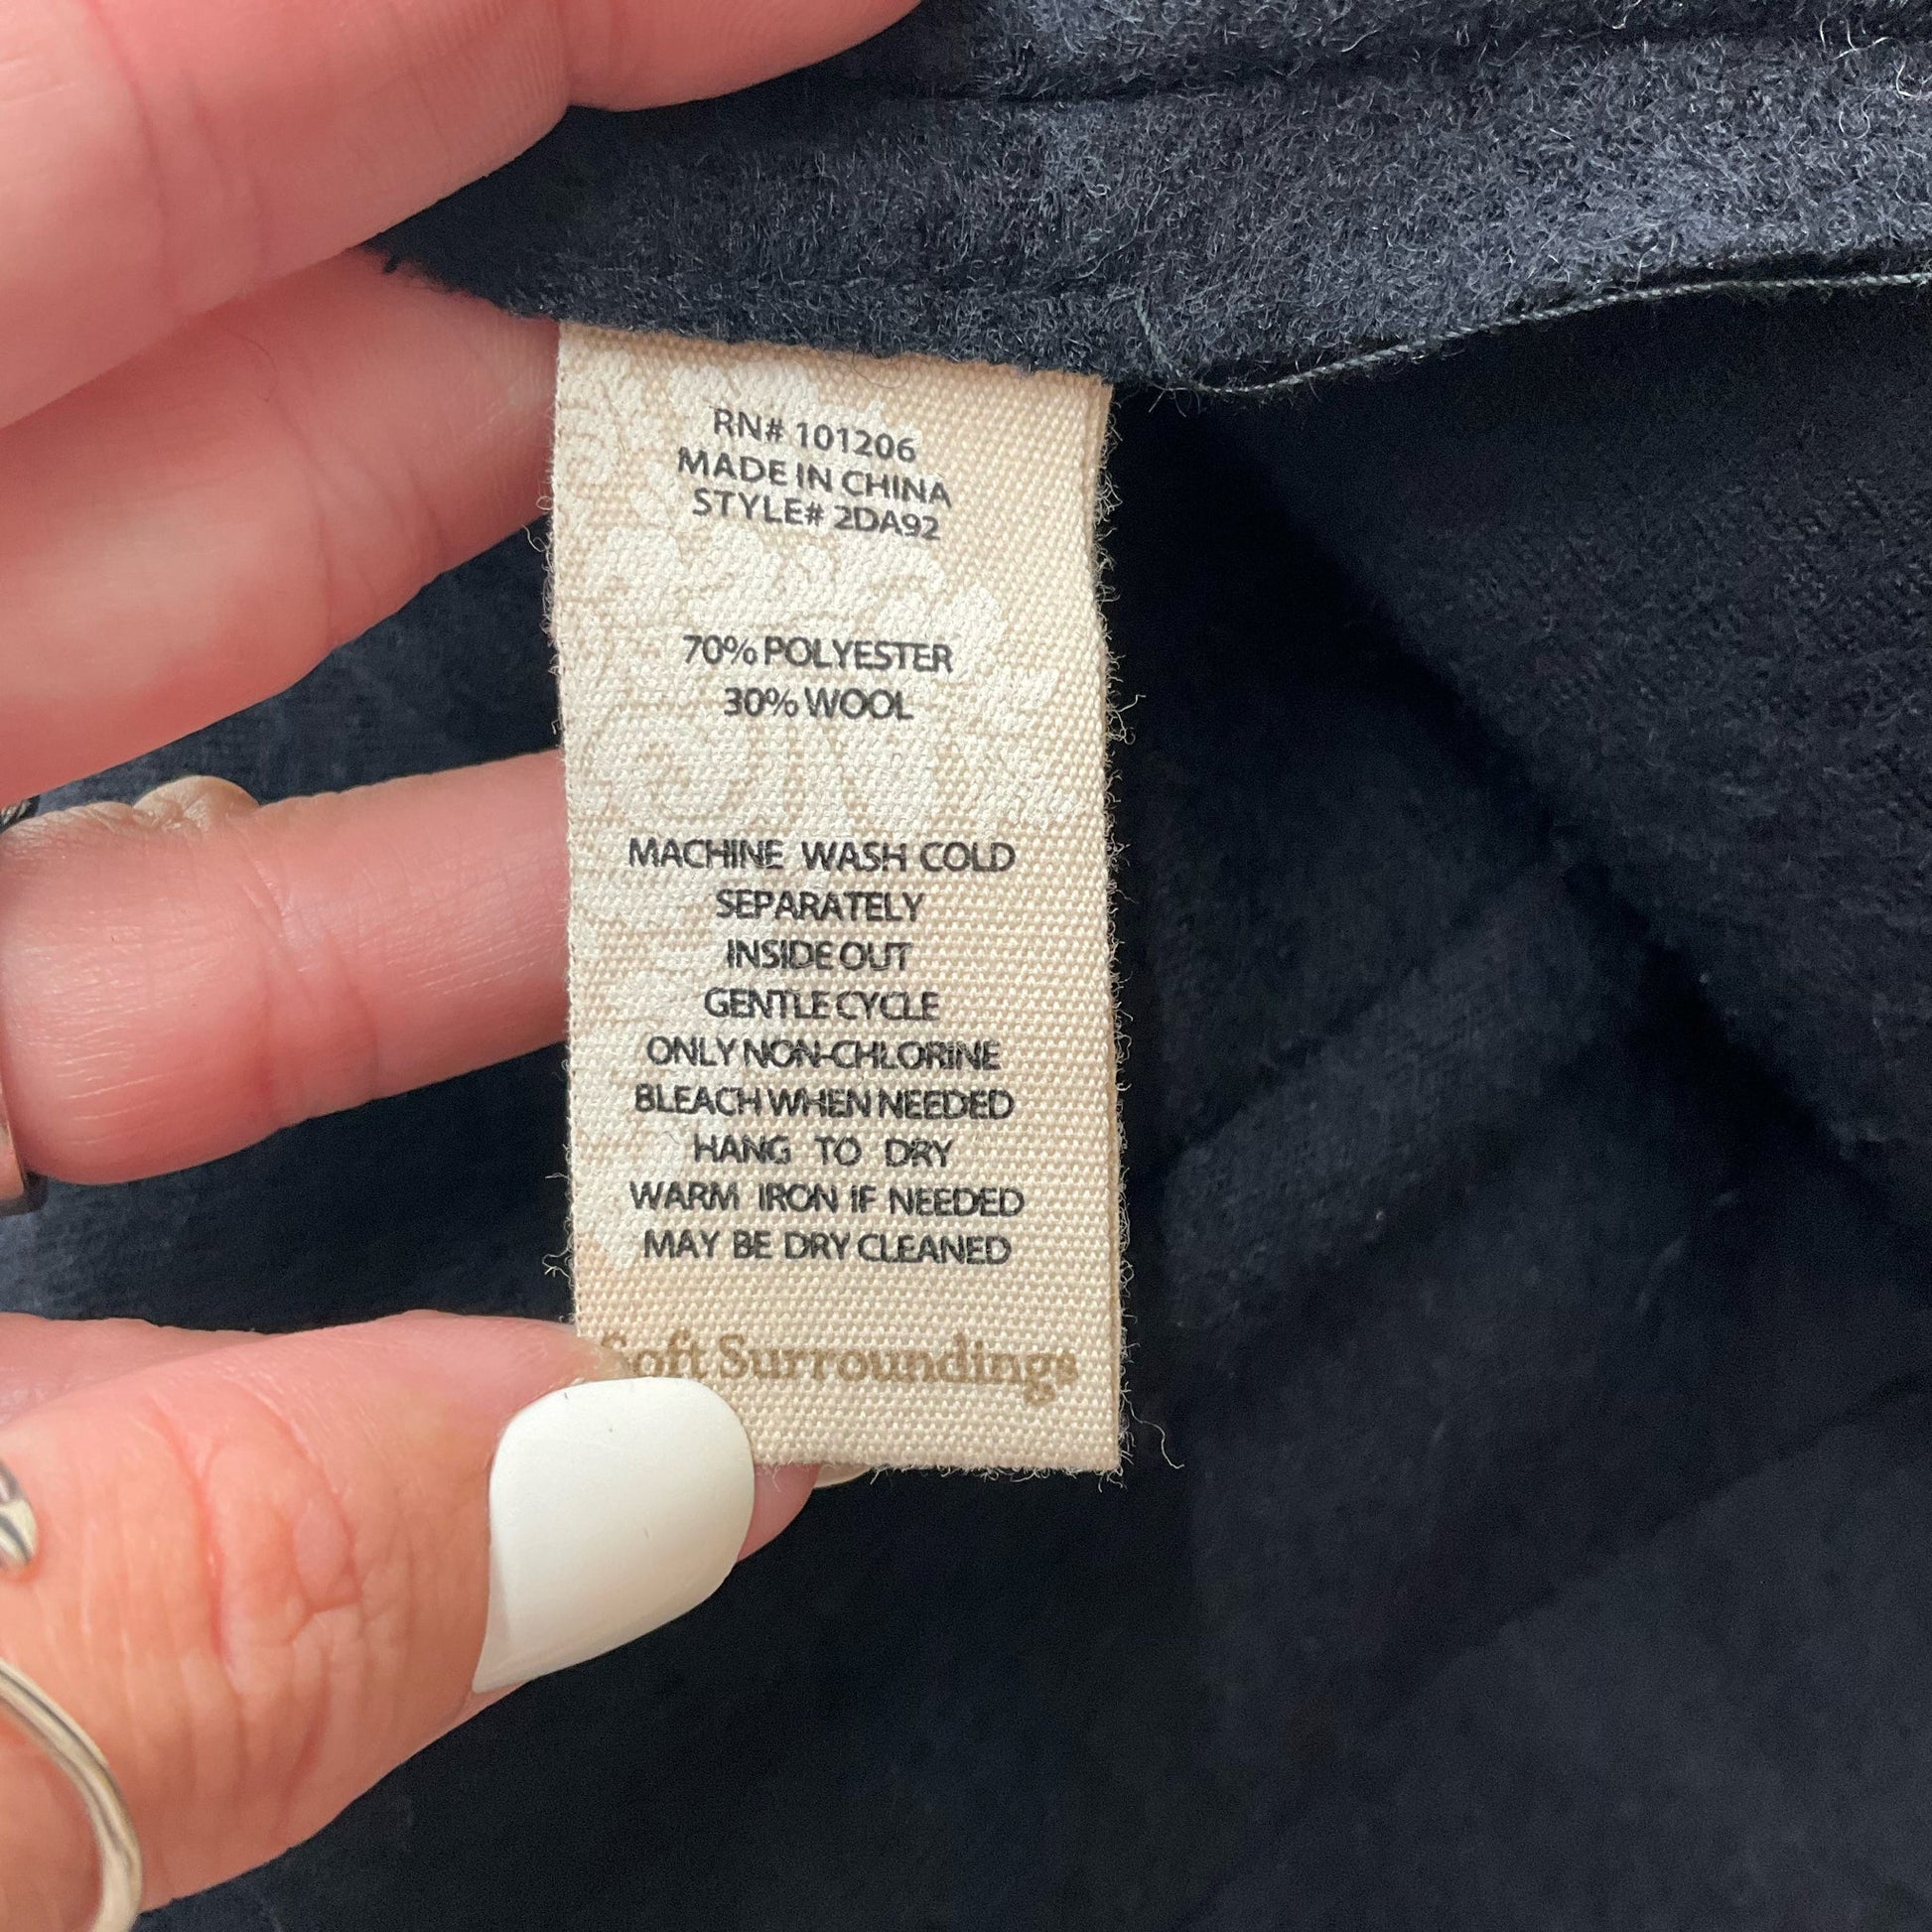 RN# 101206
MADE IN CHINA
STYLE# 2DA92
70% POLYESTER
30% WOOL
MACHINE WASH COLD
SEPARATELY
INSIDE OUT
GENTLE CYCLE
ONLY NON-CHLORINE
BLEACH WHEN NEEDED
HANG TO DRY
WARM IRON IF NEEDED
MAY BE DRY CLEANED
Soft Surroundings